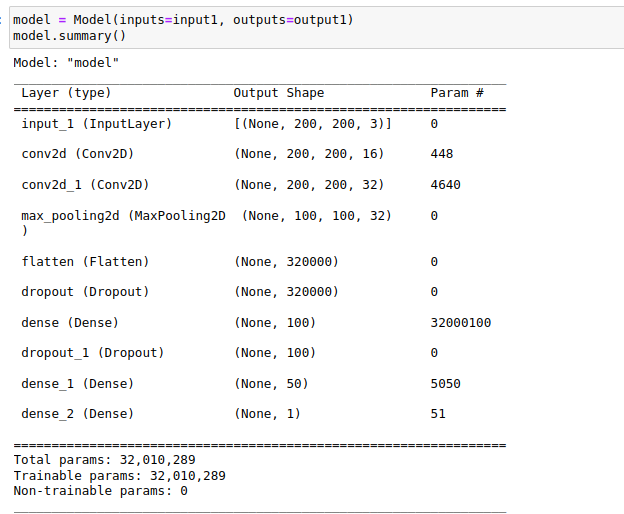 model = Model(inputs=input1, outputs=output1)
model.summary()
Model: "model"
Layer (type) Output Shape Param #
input_1 (InputLayer) [(None, 200, 200, 3)] 0
conv2d (Conv2D) (None, 200, 200, 16) 448
conv2d_1 (Conv2D) (None, 200, 200, 32) 4640
max_pooling2d (MaxPooling2D (None, 100, 100, 32) 0
)
flatten (Flatten) (None, 320000) 0
dropout (Dropout) (None, 320000) 0
dense (Dense) (None, 100) 32000100
dropout_1 (Dropout) (None, 100) 0
dense_1 (Dense) (None, 50) 5050
dense_2 (Dense) (None, 1) 51
Total params: 32,010,289
Trainable params: 32,010,289
Non-trainable params: 0